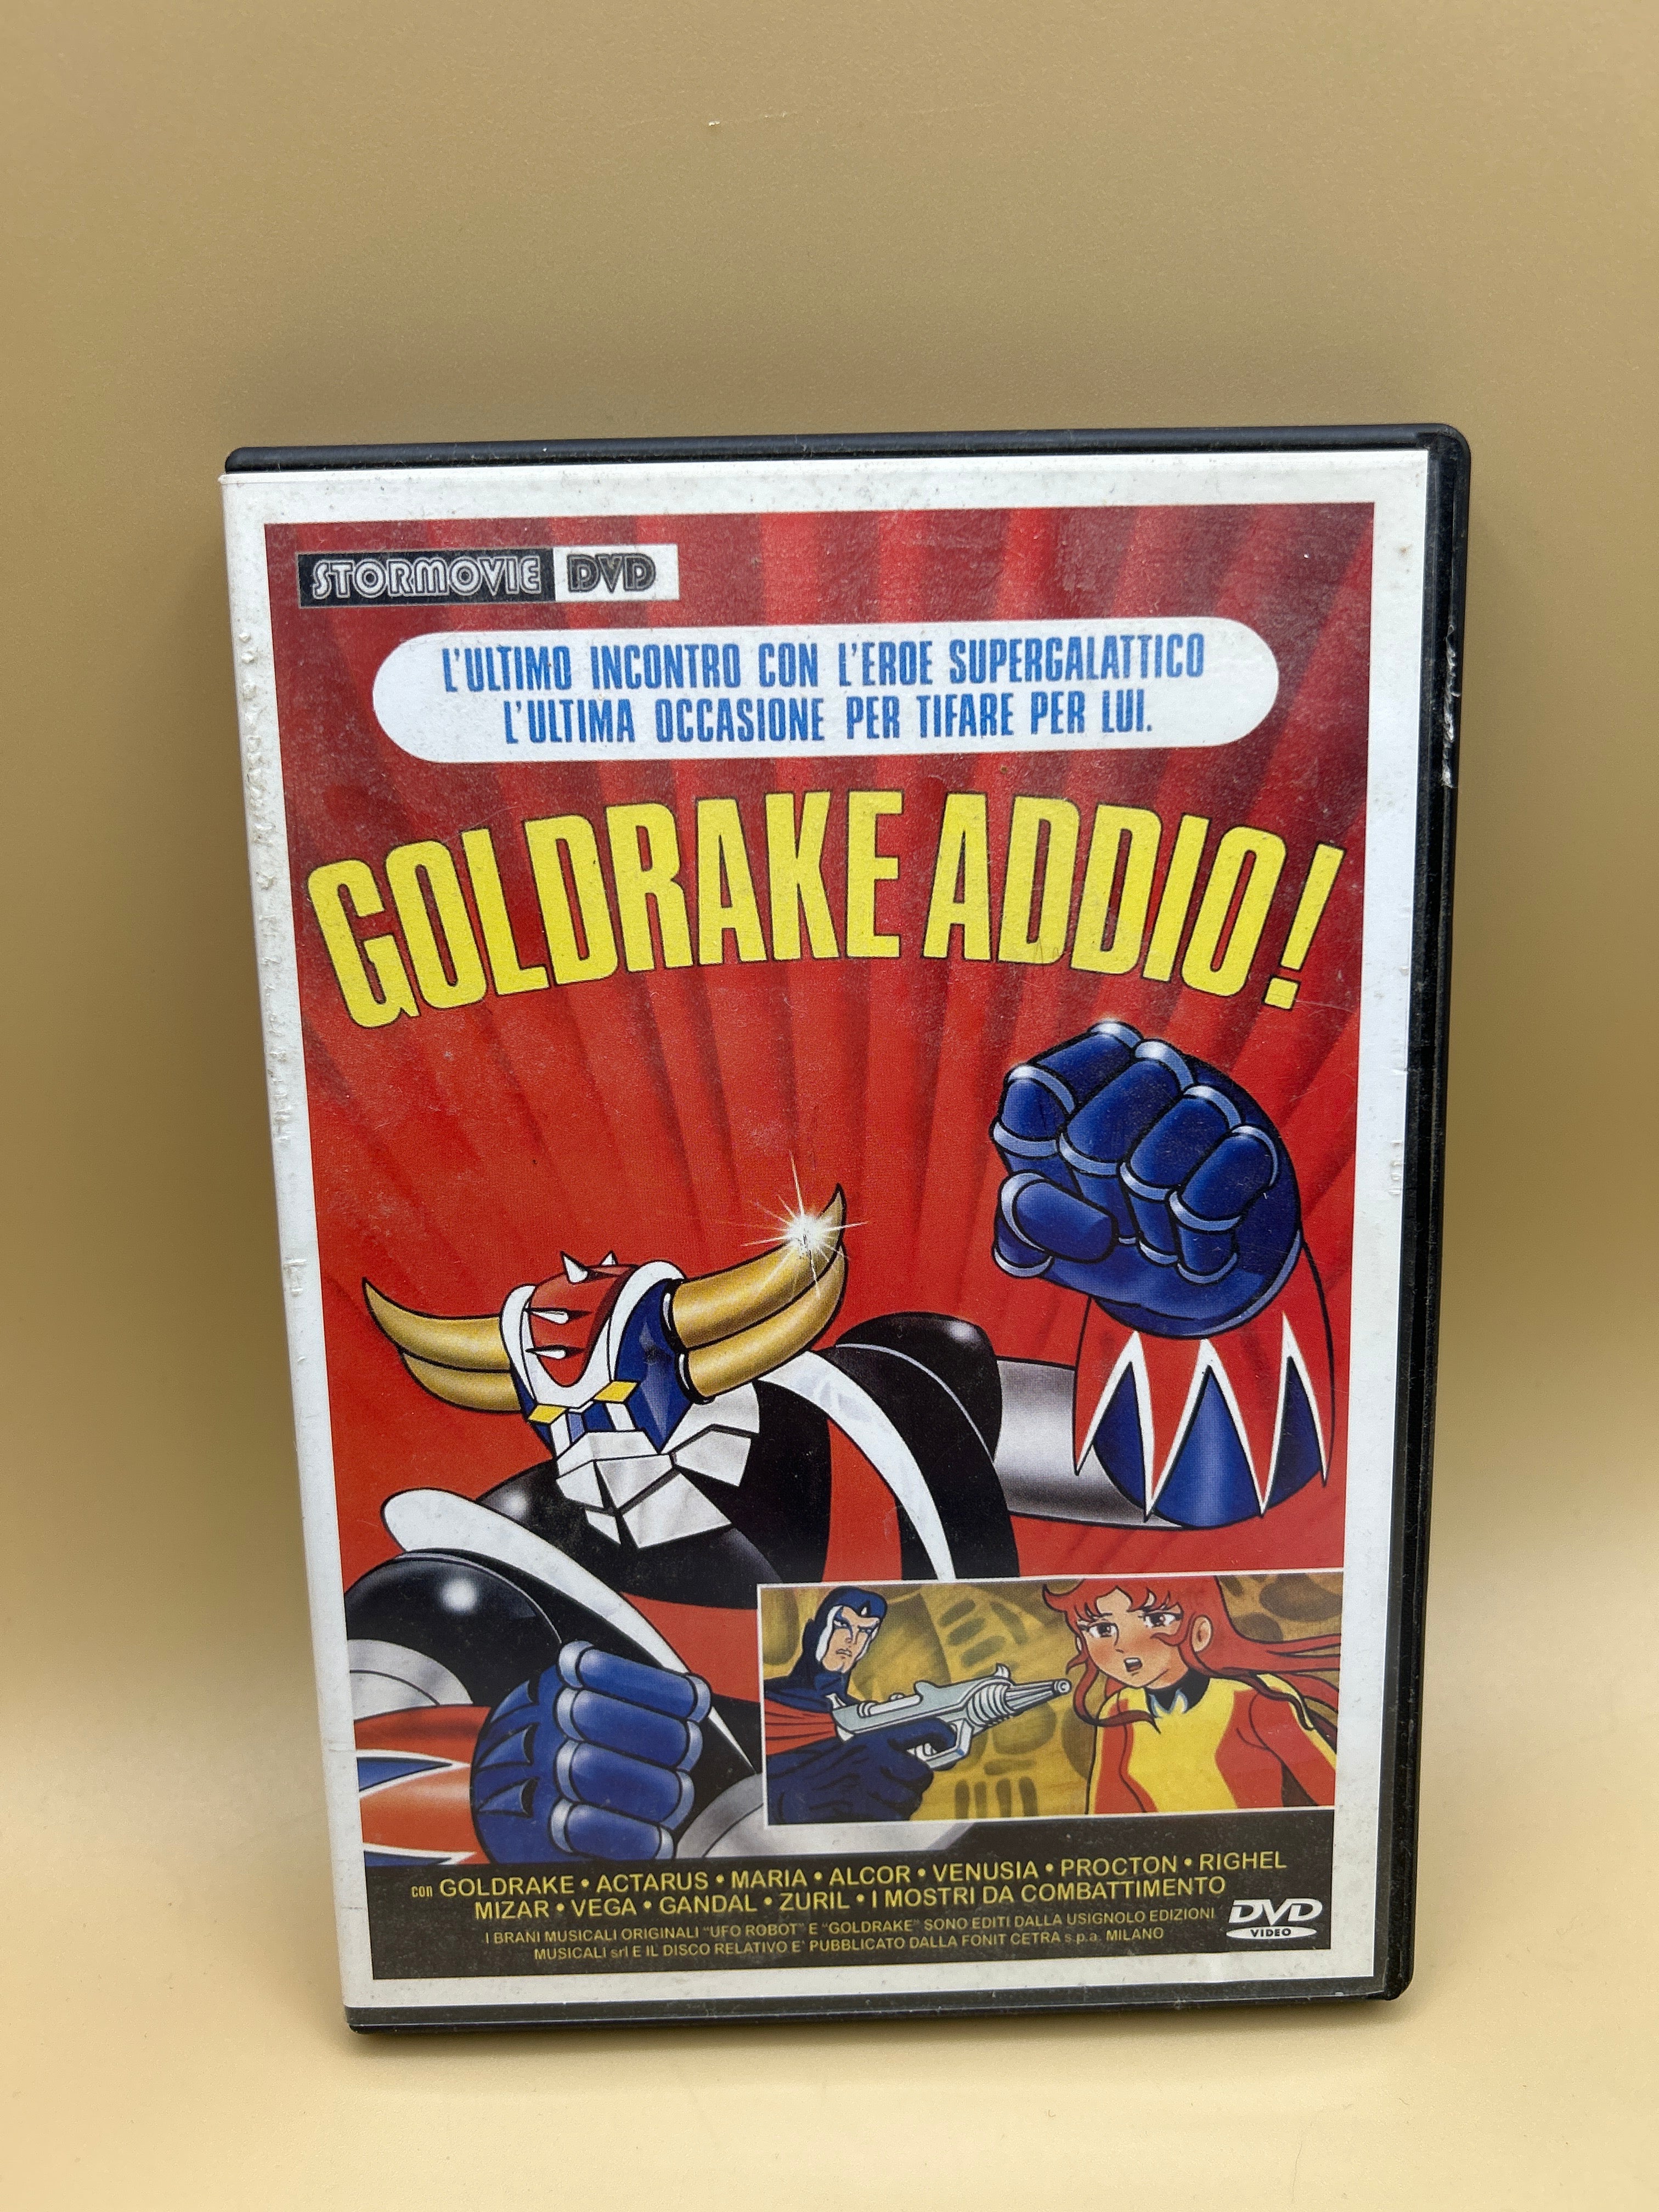 STORMOVIE DVD
L'ULTIMO INCONTRO CON L'EROE SUPERGALATTICO
L'ULTIMA OCCASIONE PER TIFARE PER LUI.
GOLDRAKE ADDIO!
con GOLDRAKE • ACTARUS • MARIA • ALCOR • VENUSIA • PROCTON • RIGHEL
MIZAR • VEGA • GANDAL • ZURIL • I MOSTRI DA COMBATTIMENTO
I BRANI MUSICALI ORIGINALI "UFO ROBOT" E "GOLDRAKE" SONO EDITI DALLA USIGNOLO EDIZIONI
MUSICALI srl E IL DISCO RELATIVO E' PUBBLICATO DALLA FONIT CETRA s.p.a. MILANO
DVD
VIDEO